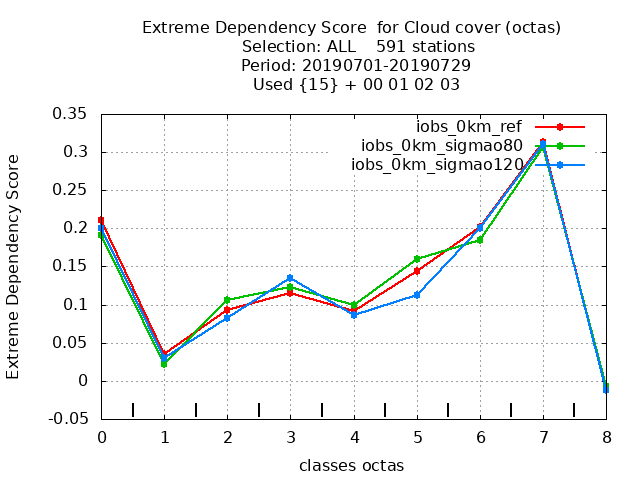 Extreme Dependency Score  for Cloud cover (octas)
Selection: ALL    591 stations
Period: 20190701-20190729
Used {15} + 00 01 02 03
iobs_0km_ref
iobs_0km_sigmao80
iobs_0km_sigmao120
Extreme Dependency Score
0.35
0.3
0.25
0.2
0.15
0.1
0.05
0
-0.05
0 1 2 3 4 5 6 7 8
classes octas